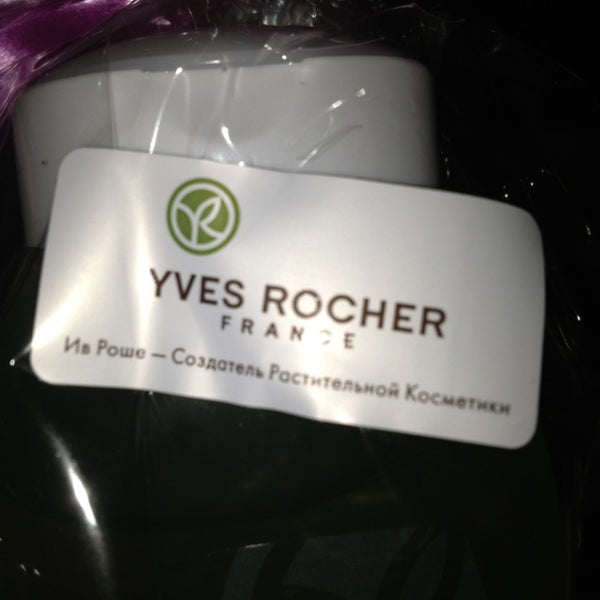 YVES ROCHER
FRANCE
Ив Роше — Создатель Растительной Косметики